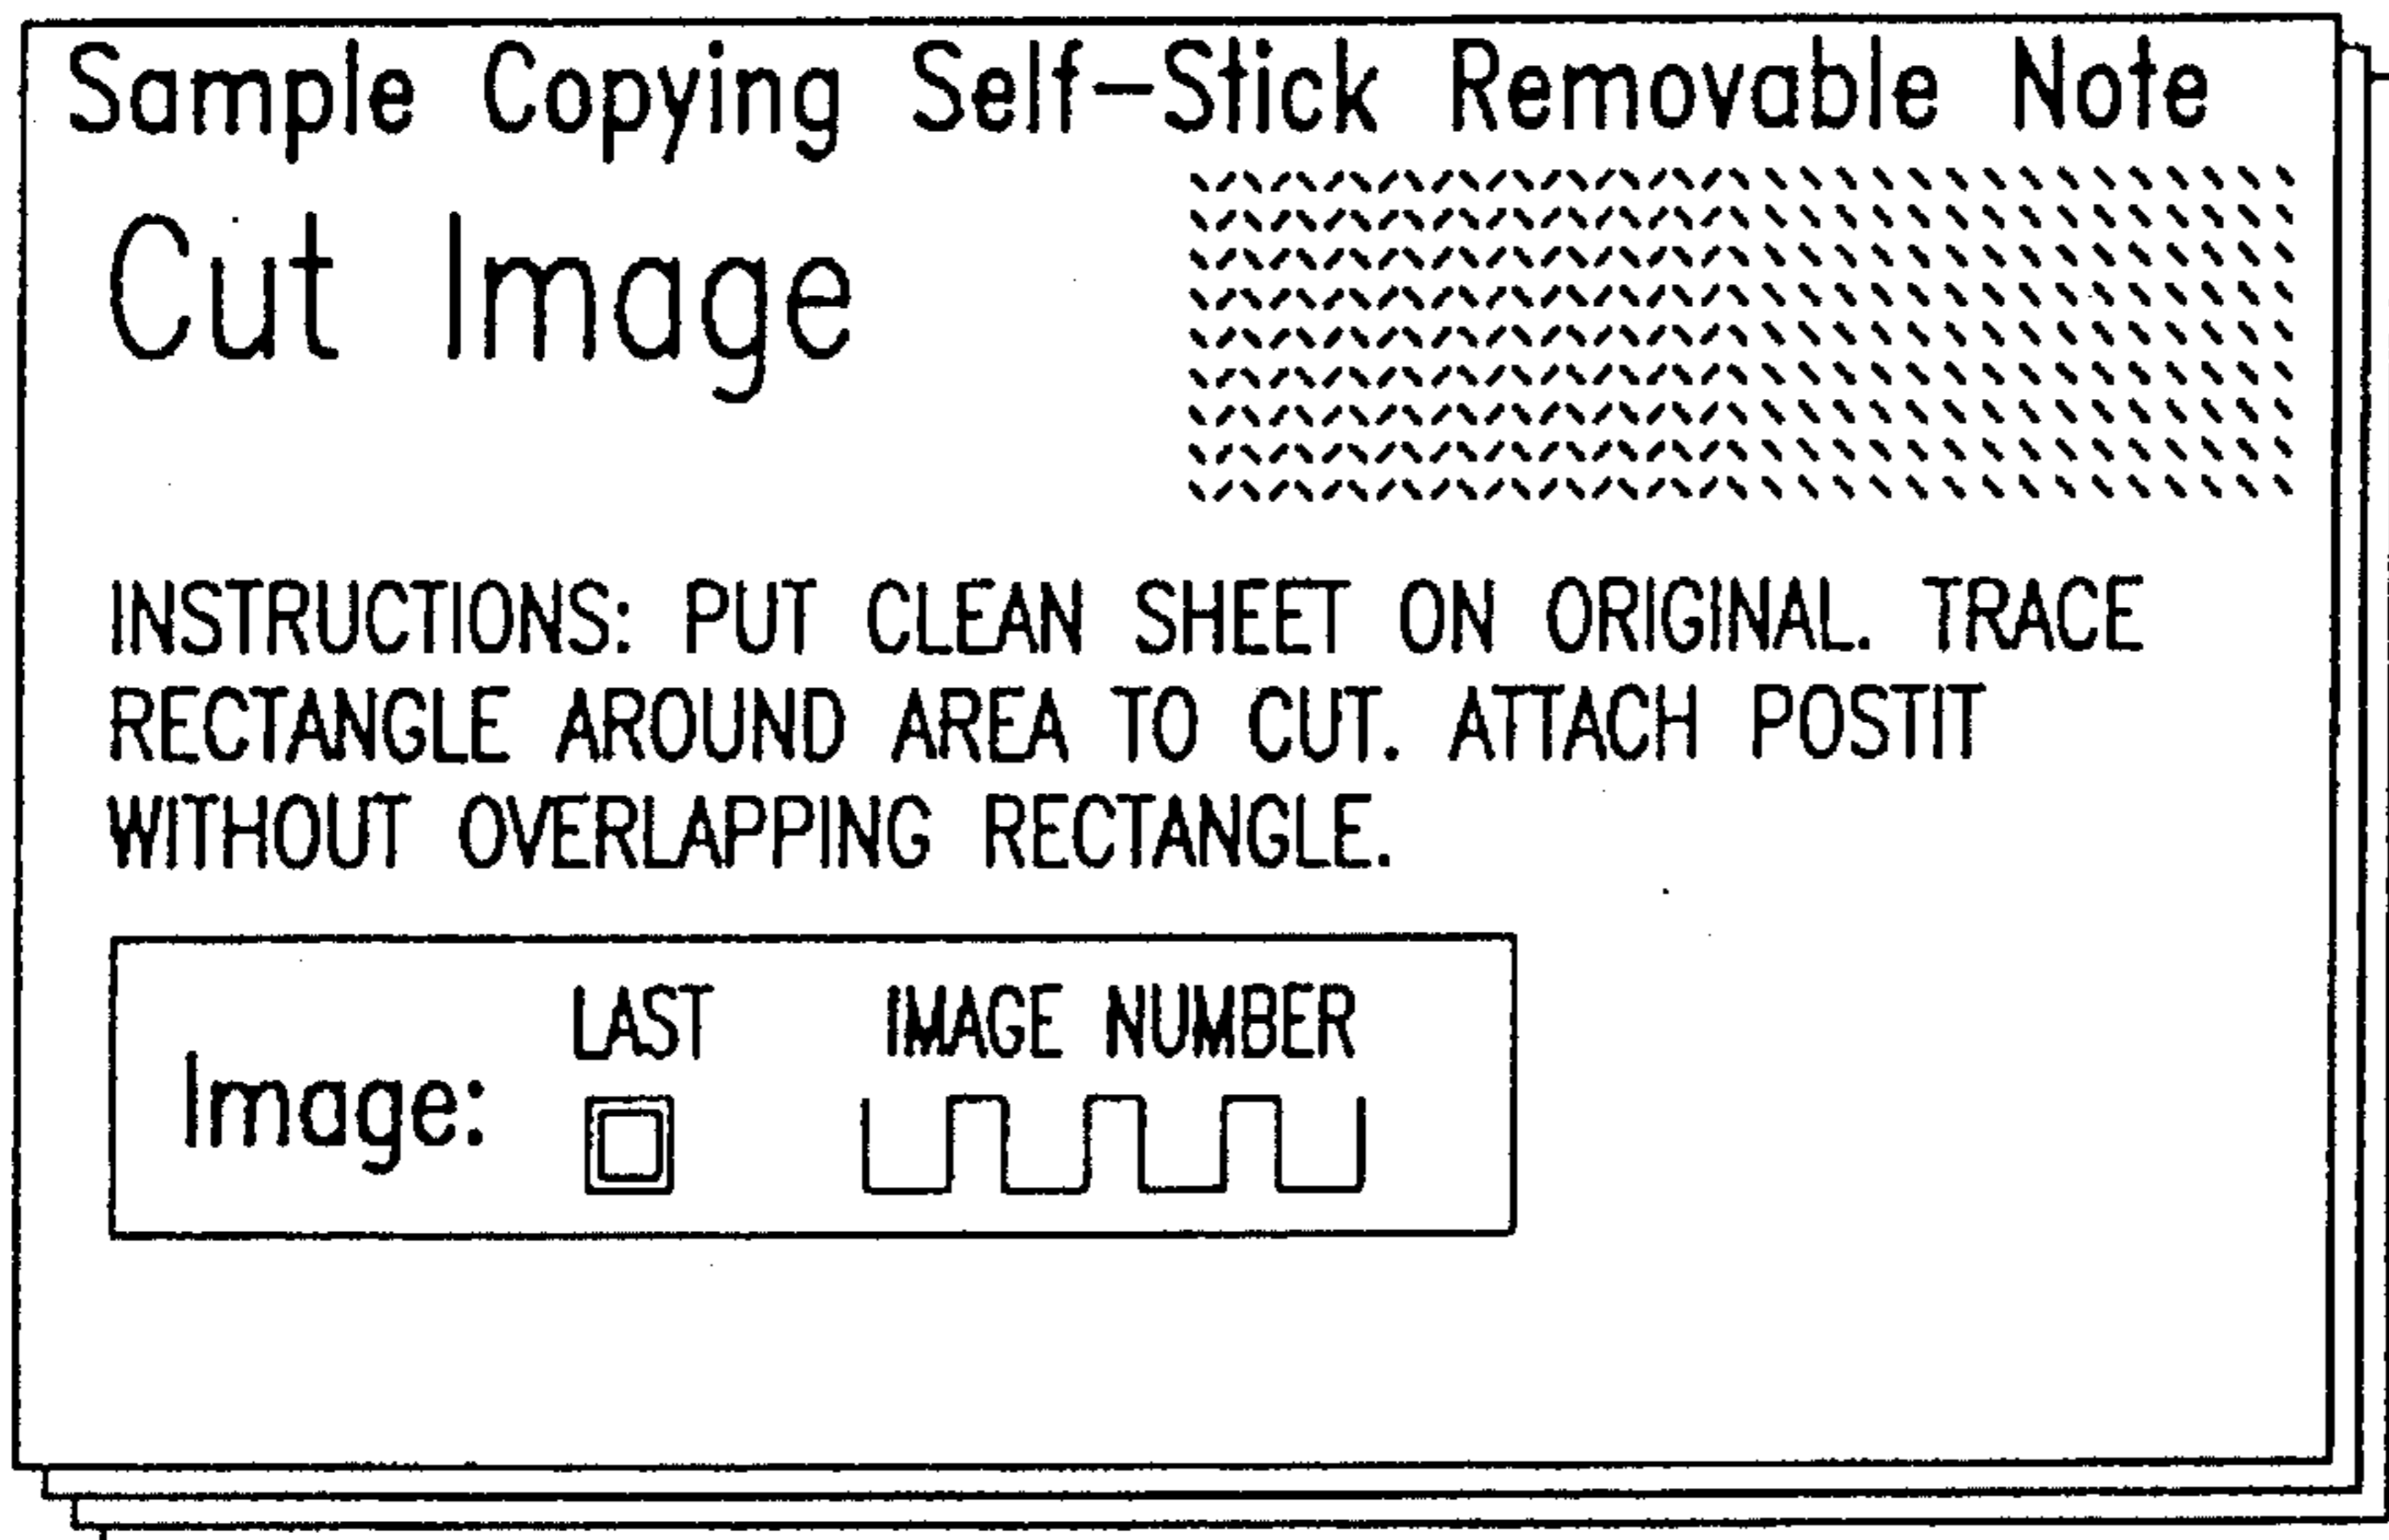 Sample Copying Self-Stick Removable Note
Cut Image
INSTRUCTIONS: PUT CLEAN SHEET ON ORIGINAL. TRACE
RECTANGLE AROUND AREA TO CUT. ATTACH POSTIT
WITHOUT OVERLAPPING RECTANGLE.
LAST IMAGE NUMBER
Image: